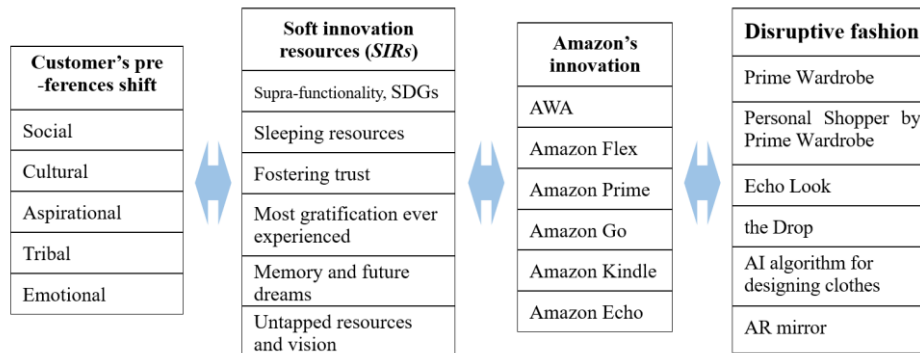 Customer's pre
-ferences shift
Social
Cultural
Aspirational
Tribal
Emotional
Soft innovation
resources (SIRs)
Supra-functionality, SDGs
Sleeping resources
Fostering trust
Most gratification ever
experienced
Memory and future
dreams
Untapped resources
and vision
Amazon's
innovation
AWA
Amazon Flex
Amazon Prime
Amazon Go
Amazon Kindle
Amazon Echo
Disruptive fashion
Prime Wardrobe
Personal Shopper by
Prime Wardrobe
Echo Look
the Drop
AI algorithm for
designing clothes
AR mirror